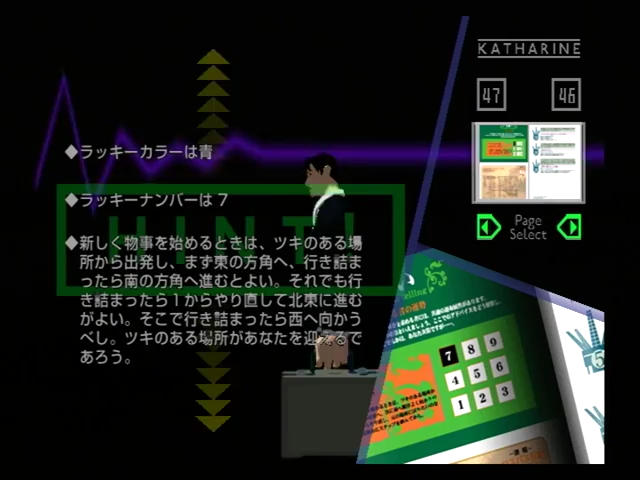 KATHARINE
47 46
◆ラッキーカラーは青
◆ラッキーナンバーは7
HINT!
Page
Select
◆新しく物事を始めるときは、ツキのある場
所から出発し、まず東の方角へ、行き詰ま
ったら南の方角へ進むとよい。それでも行
き詰まったら1からやり直して北東に進む
がよい。そこで行き詰まったら西へ向かう
べし。ツキのある場所があなたを迎えるで
あろう。
7 8 9
4 5 6
1 2 3